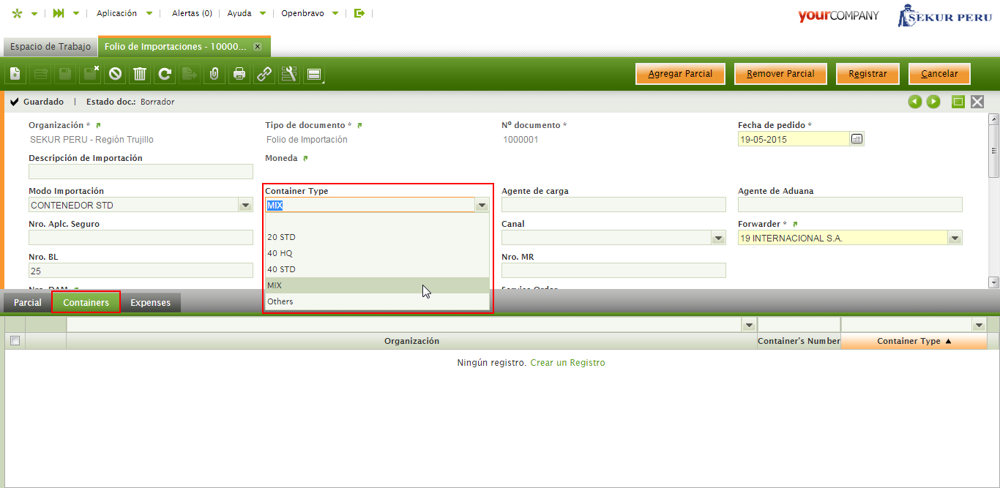 Aplicación Alertas (0) Ayuda Openbravo
yourCOMPANY SEKUR PERU
Espacio de Trabajo Folio de Importaciones - 10000... x
Agregar Parcial Remover Parcial Registrar Cancelar
Guardado | Estado doc.: Borrador
Organización * Tipo de documento * Nº documento * Fecha de pedido *
SEKUR PERU - Región Trujillo Folio de Importación 1000001 19-05-2015
Descripción de Importación Moneda
Modo Importación Container Type Agente de carga Agente de Aduana
CONTENEDOR STD MIX
Nro. Aplc. Seguro Canal Forwarder *
20 STD 19 INTERNACIONAL S.A.
40 HQ
Nro. BL Nro. MR
25 40 STD
MIX
Nro. DAM Service Order
Others
Parcial Containers Expenses
Organización Container's Number Container Type
Ningún registro. Crear un Registro